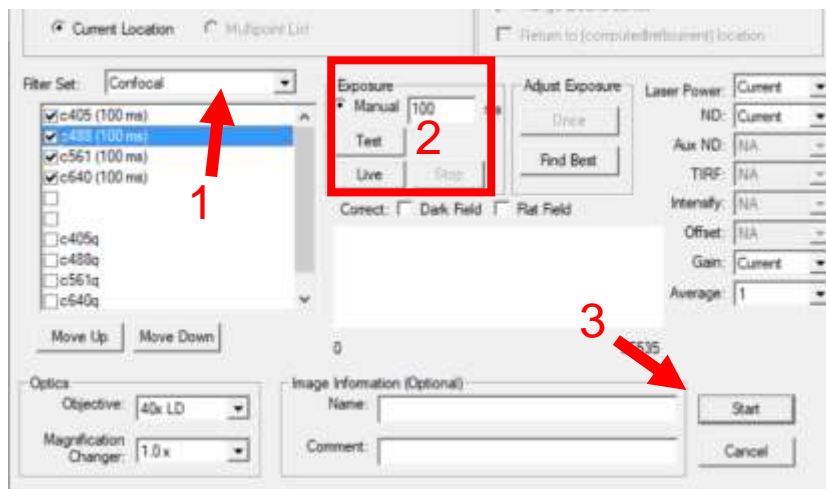 Current Location
Multipoint List
Return to
location
Filter Set: Confocal
c405 (100 ms)
c488 (100 ms)
c561 (100 ms)
c640 (100 ms)
c405q
c488q
c561q
c640q
Move Up
Move Down
1
Exposure
Manual 100
Test
Live
Stop
2
Adjust Exposure
Once
Find Best
Correct: Dark Field Flat Field
0
Laser Power: Current
ND: Current
Aux ND: NA
TIRF: NA
Intensify: NA
Offset: NA
Gain: Current
Average: 1
3
Optics
Objective: 40x LD
Magnification
Changer: 1.0 x
Image Information (Optional)
Name:
Comment:
Start
Cancel